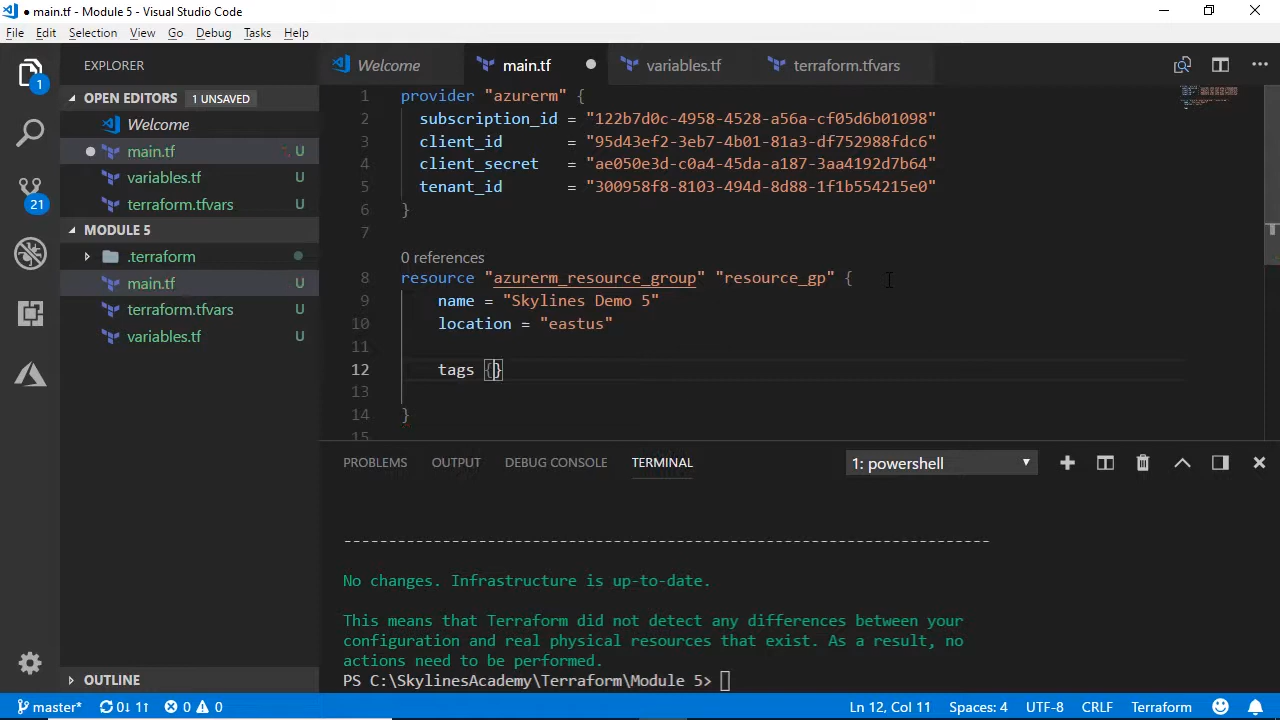 main.tf - Module 5 - Visual Studio Code
File Edit Selection View Go Debug Tasks Help
EXPLORER
Welcome
main.tf
variables.tf
terraform.tfvars
1
OPEN EDITORS 1 UNSAVED
Welcome
main.tf U
variables.tf U
terraform.tfvars U
21
MODULE 5
.terraform
main.tf U
terraform.tfvars U
variables.tf U
OUTLINE
1 provider "azurerm" {
2 subscription_id = "122b7d0c-4958-4528-a56a-cf05d6b01098"
3 client_id = "95d43ef2-3eb7-4b01-81a3-df752988fdc6"
4 client_secret = "ae050e3d-c0a4-45da-a187-3aa4192d7b64"
5 tenant_id = "300958f8-8103-494d-8d88-1f1b554215e0"
6 }
7
0 references
8 resource "azurerm_resource_group" "resource_gp" {
9 name = "Skylines Demo 5"
10 location = "eastus"
11
12 tags {}
13
14 }
15
PROBLEMS OUTPUT DEBUG CONSOLE TERMINAL 1: powershell
------------------------------------------------------------------------
No changes. Infrastructure is up-to-date.
This means that Terraform did not detect any differences between your
configuration and real physical resources that exist. As a result, no
actions need to be performed.
PS C:\SkylinesAcademy\Terraform\Module 5>
master* 0↓ 1↑ 0 0 Ln 12, Col 11 Spaces: 4 UTF-8 CRLF Terraform